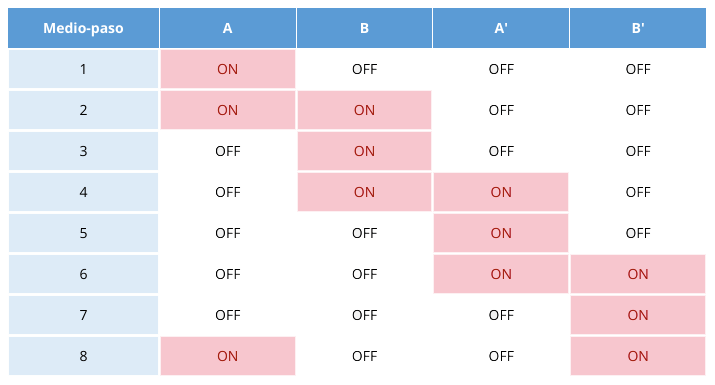 Medio-paso A B A' B'
1 ON OFF OFF OFF
2 ON ON OFF OFF
3 OFF ON OFF OFF
4 OFF ON ON OFF
5 OFF OFF ON OFF
6 OFF OFF ON ON
7 OFF OFF OFF ON
8 ON OFF OFF ON